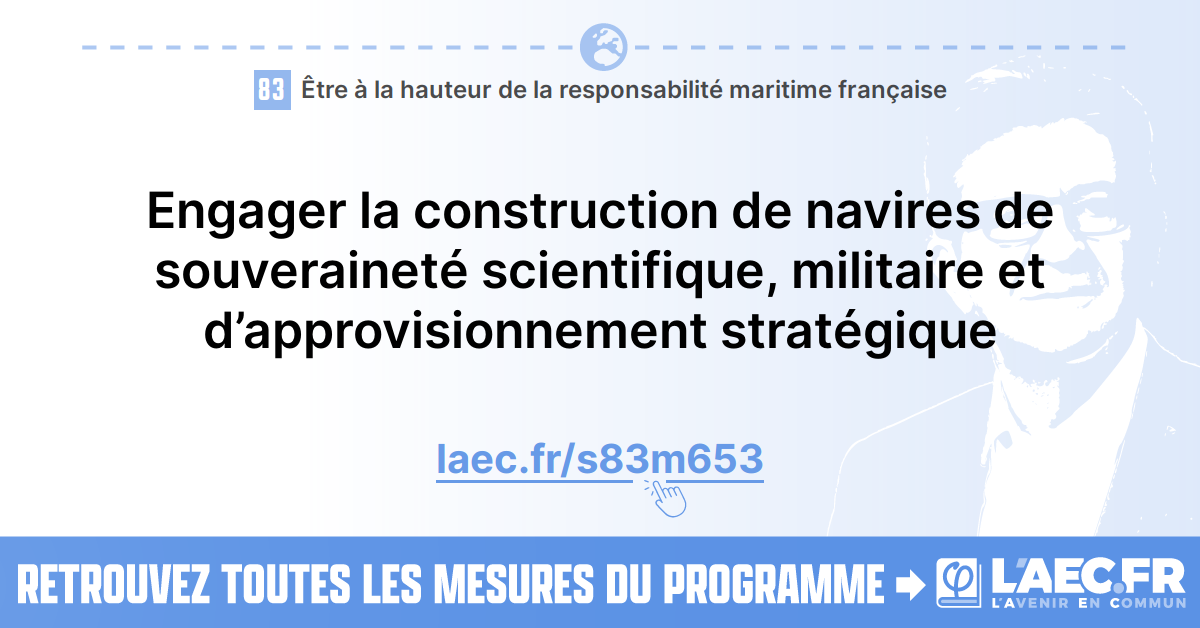 83 Être à la hauteur de la responsabilité maritime française
Engager la construction de navires de
souveraineté scientifique, militaire et
d’approvisionnement stratégique
laec.fr/s83m653
RETROUVEZ TOUTES LES MESURES DU PROGRAMME
L'AEC.FR
L'AVENIR EN COMMUN